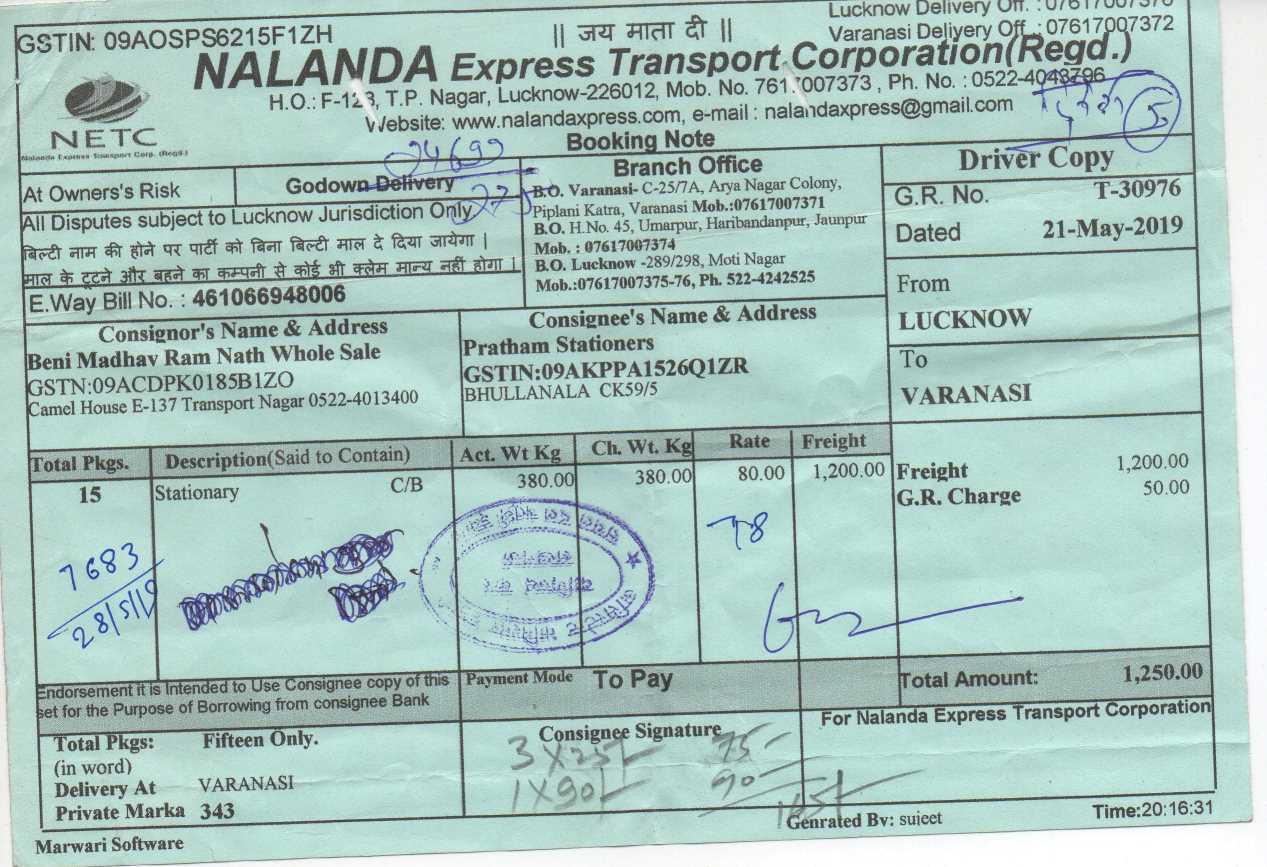 GSTIN: 09AOSPS6215F1ZH
|| जय माता दी ||
Lucknow Delivery Off. :07617007370
Varanasi Delivery Off. :07617007372
NALANDA Express Transport Corporation(Regd.)
H.O.: F-123, T.P. Nagar, Lucknow-226012, Mob. No. 7617007373 , Ph. No. : 0522-4043796
Website: www.nalandaxpress.com, e-mail : nalandaxpress@gmail.com
NETC
Nalanda Express Transport Corp. (Regd.)
Booking Note
5
At Owners's Risk
Godown Delivery
All Disputes subject to Lucknow Jurisdiction Only
बिल्टी नाम की होने पर पार्टी को बिना बिल्टी माल दे दिया जायेगा |
माल के टूटने और बहने का कम्पनी से कोई भी क्लेम मान्य नहीं होगा |
E.Way Bill No. : 461066948006
Branch Office
B.O. Varanasi- C-25/7A, Arya Nagar Colony,
Piplani Katra, Varanasi Mob.:07617007371
B.O. H.No. 45, Umarpur, Haribandanpur, Jaunpur
Mob. : 07617007374
B.O. Lucknow -289/298, Moti Nagar
Mob.:07617007375-76, Ph. 522-4242525
Driver Copy
G.R. No. T-30976
Dated 21-May-2019
From
LUCKNOW
To
VARANASI
Consignor's Name & Address
Beni Madhav Ram Nath Whole Sale
GSTN:09ACDPK0185B1ZO
Camel House E-137 Transport Nagar 0522-4013400
Consignee's Name & Address
Pratham Stationers
GSTIN:09AKPPA1526Q1ZR
BHULLANALA CK59/5
Total Pkgs. Description(Said to Contain) Act. Wt Kg Ch. Wt. Kg Rate Freight
15 Stationary C/B 380.00 380.00 80.00 1,200.00
Freight 1,200.00
G.R. Charge 50.00
7683
28/5/19
78
Endorsement it is Intended to Use Consignee copy of this
set for the Purpose of Borrowing from consignee Bank
Payment Mode To Pay
Total Amount: 1,250.00
Total Pkgs: Fifteen Only.
(in word)
Delivery At VARANASI
Private Marka 343
Consignee Signature
3 X 25/- 75-
1 X 90/- 90-
165/-
For Nalanda Express Transport Corporation
Genrated By: sujeet
Time:20:16:31
Marwari Software